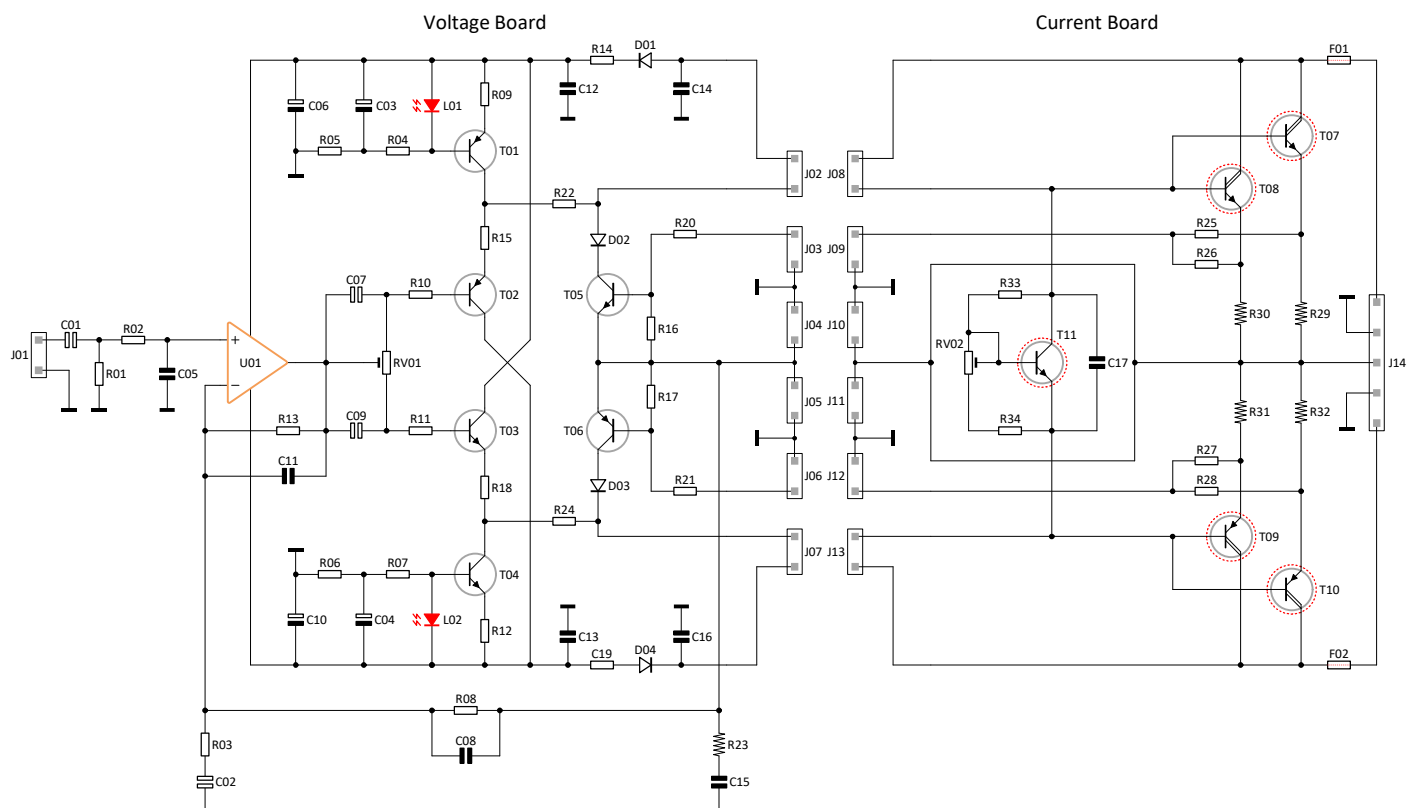 Voltage Board
Current Board
R14 D01 F01
C06 C03 L01 R09 C12 C14
R05 R04 T01 T07
J02 J08
R22 T08
R20 R25
R15 D02 J03 J09
R26
C07 R10 T02 T05 R33
C01 R02 R16 J04 J10 R30 R29
+ T11
J01 U01 RV01 RV02 C17 J14
R01 C05 −
R17
R13 C09 R11 J05 J11 R31 R32
T03 T06 R34
C11 R27
R18 R21 J06 J12
D03 R28
R24
T09
J07 J13
R06 R07 T04 T10
C10 C04 L02 R12 C13 C16
C19 D04 F02
R08
R03 C08 R23
C02 C15